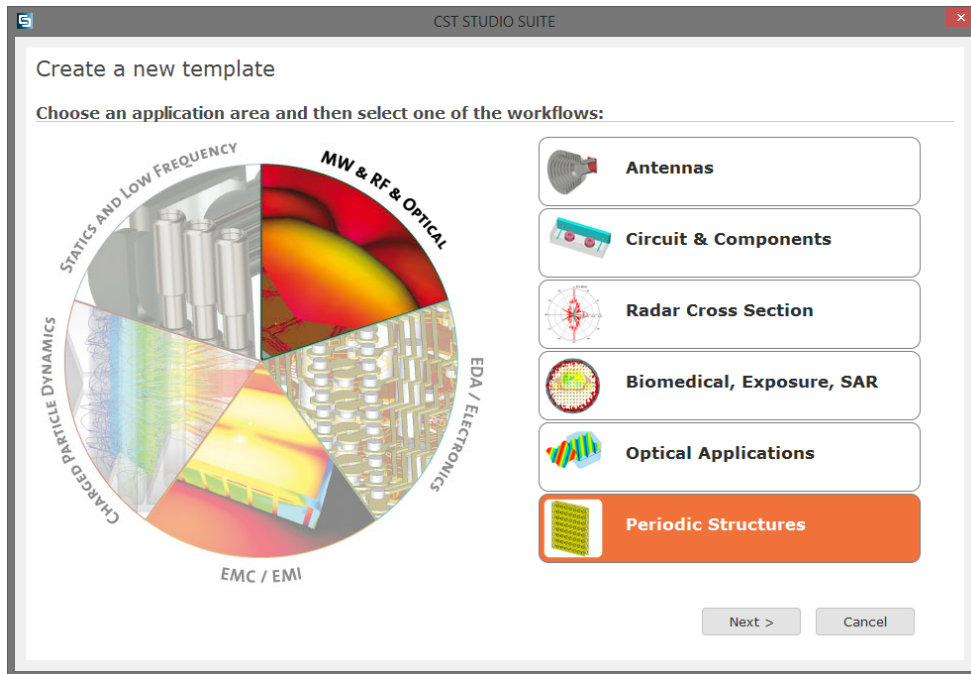 CST STUDIO SUITE
Create a new template
Choose an application area and then select one of the workflows:
STATICS AND LOW FREQUENCY
MW & RF & OPTICAL
EDA / ELECTRONICS
EMC / EMI
CHARGED PARTICLE DYNAMICS
Antennas
Circuit & Components
Radar Cross Section
Biomedical, Exposure, SAR
Optical Applications
Periodic Structures
Next >
Cancel